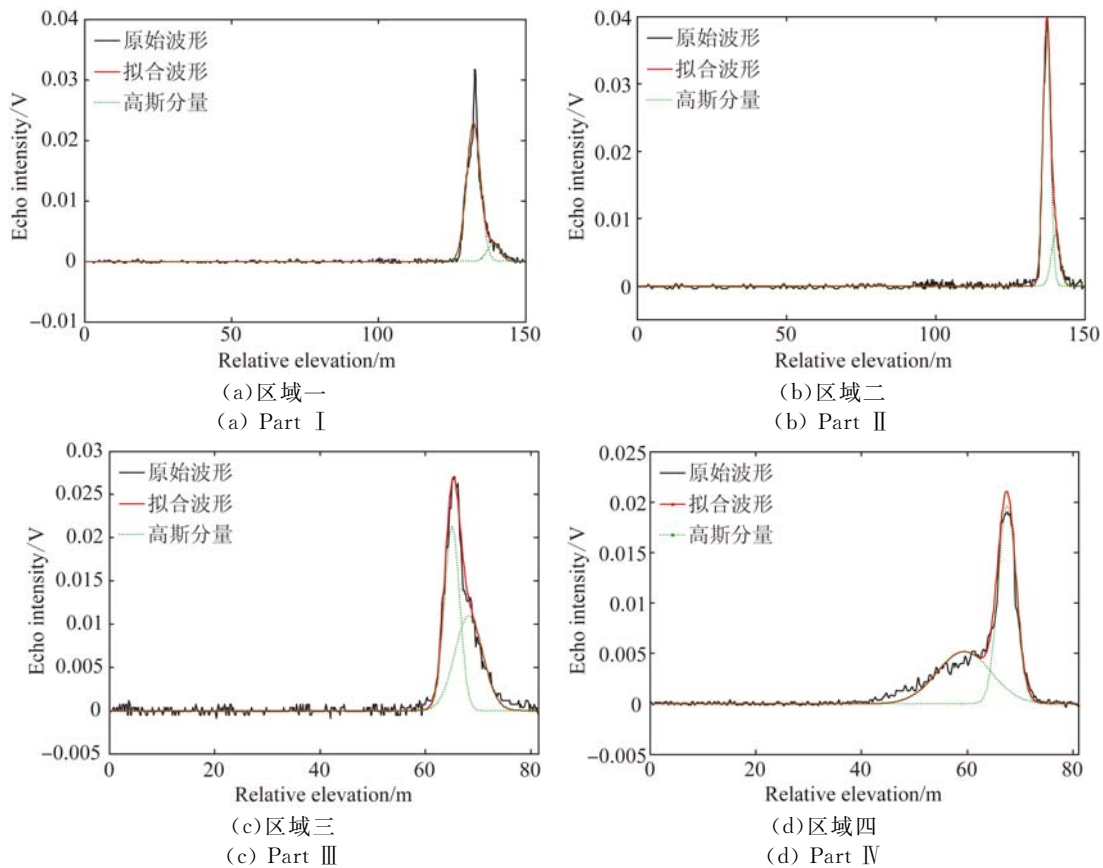 0.04
0.03
0.02
0.01
0
−0.01
Echo intensity/V
原始波形
拟合波形
高斯分量
0
50
100
150
Relative elevation/m
(a)区域一
(a) Part Ⅰ
0.04
0.03
0.02
0.01
0
Echo intensity/V
原始波形
拟合波形
高斯分量
0
50
100
150
Relative elevation/m
(b)区域二
(b) Part Ⅱ
0.03
0.025
0.02
0.015
0.01
0.005
0
−0.005
Echo intensity/V
原始波形
拟合波形
高斯分量
0
20
40
60
80
Relative elevation/m
(c)区域三
(c) Part Ⅲ
0.025
0.020
0.015
0.010
0.005
0
−0.005
Echo intensity/V
原始波形
拟合波形
高斯分量
0
20
40
60
80
Relative elevation/m
(d)区域四
(d) Part Ⅳ